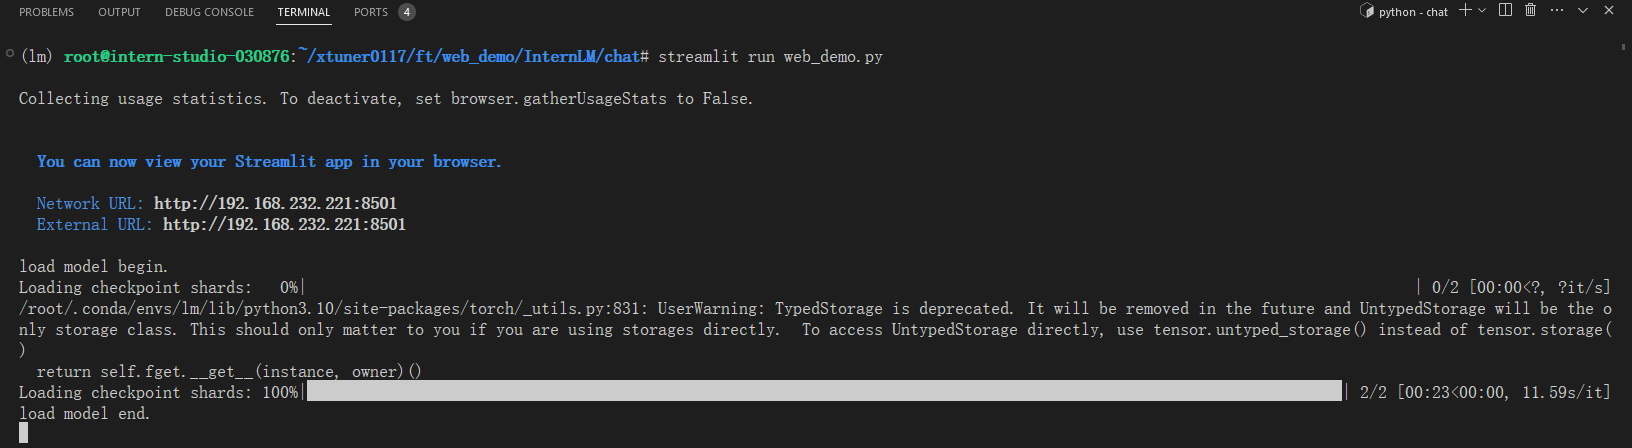 PROBLEMS OUTPUT DEBUG CONSOLE TERMINAL PORTS 4 python - chat
(lm) root@intern-studio-030876:~/xtuner0117/ft/web_demo/InternLM/chat# streamlit run web_demo.py
Collecting usage statistics. To deactivate, set browser.gatherUsageStats to False.
You can now view your Streamlit app in your browser.
Network URL: http://192.168.232.221:8501
External URL: http://192.168.232.221:8501
load model begin.
Loading checkpoint shards:   0%| | 0/2 [00:00<?, ?it/s]
/root/.conda/envs/lm/lib/python3.10/site-packages/torch/_utils.py:831: UserWarning: TypedStorage is deprecated. It will be removed in the future and UntypedStorage will be the o
nly storage class. This should only matter to you if you are using storages directly.  To access UntypedStorage directly, use tensor.untyped_storage() instead of tensor.storage(
)
return self.fget.__get__(instance, owner)()
Loading checkpoint shards: 100%| | 2/2 [00:23<00:00, 11.59s/it]
load model end.